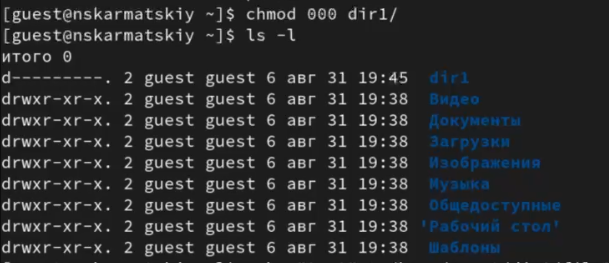 [guest@nskarmatskiy ~]$ chmod 000 dir1/
[guest@nskarmatskiy ~]$ ls -l
итого 0
d---------. 2 guest guest 6 авг 31 19:45 dir1
drwxr-xr-x. 2 guest guest 6 авг 31 19:38 Видео
drwxr-xr-x. 2 guest guest 6 авг 31 19:38 Документы
drwxr-xr-x. 2 guest guest 6 авг 31 19:38 Загрузки
drwxr-xr-x. 2 guest guest 6 авг 31 19:38 Изображения
drwxr-xr-x. 2 guest guest 6 авг 31 19:38 Музыка
drwxr-xr-x. 2 guest guest 6 авг 31 19:38 Общедоступные
drwxr-xr-x. 2 guest guest 6 авг 31 19:38 'Рабочий стол'
drwxr-xr-x. 2 guest guest 6 авг 31 19:38 Шаблоны